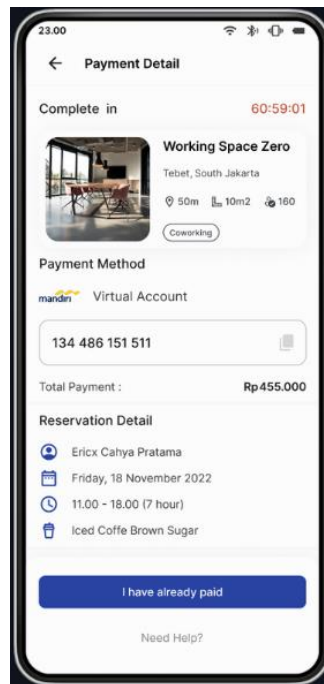 23.00
Payment Detail
Complete in 60:59:01
Working Space Zero
Tebet, South Jakarta
50m 10m2 160
Coworking
Payment Method
mandiri Virtual Account
134 486 151 511
Total Payment : Rp455.000
Reservation Detail
Ericx Cahya Pratama
Friday, 18 November 2022
11.00 - 18.00 (7 hour)
Iced Coffe Brown Sugar
I have already paid
Need Help?